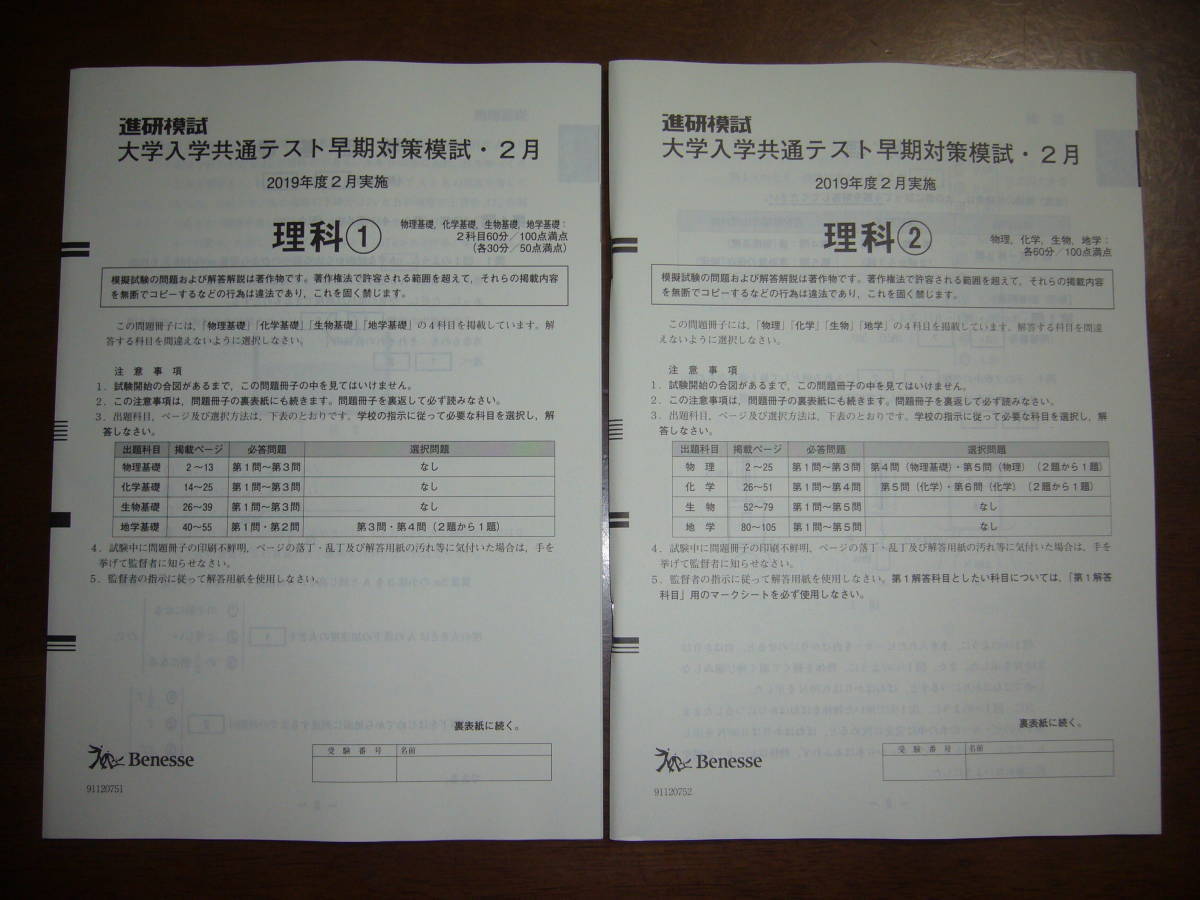 進研模試
大学入学共通テスト早期対策模試・2月
2019年度2月実施
理科①
物理基礎,化学基礎,生物基礎,地学基礎:
2科目60分/100点満点
(各30分/50点満点)
模擬試験の問題および解答解説は著作物です。著作権法で許容される範囲を超えて,それらの掲載内容
を無断でコピーするなどの行為は違法であり,これを固く禁じます。
この問題冊子には,「物理基礎」「化学基礎」「生物基礎」「地学基礎」の4科目を掲載しています。解
答する科目を間違えないように選択しなさい。
注意事項
1.試験開始の合図があるまで,この問題冊子の中を見てはいけません。
2.この注意事項は,問題冊子の裏表紙にも続きます。問題冊子を裏返して必ず読みなさい。
3.出題科目,ページ及び選択方法は,下表のとおりです。学校の指示に従って必要な科目を選択し,解
答しなさい。
出題科目 掲載ページ 必答問題 選択問題
物理基礎 2~13 第1問~第3問 なし
化学基礎 14~25 第1問~第3問 なし
生物基礎 26~39 第1問~第3問 なし
地学基礎 40~55 第1問・第2問 第3問・第4問(2題から1題)
4.試験中に問題冊子の印刷不鮮明,ページの落丁・乱丁及び解答用紙の汚れ等に気付いた場合は,手を
挙げて監督者に知らせなさい。
5.監督者の指示に従って解答用紙を使用しなさい。
裏表紙に続く。
Benesse
受験番号 名前
91120751
進研模試
大学入学共通テスト早期対策模試・2月
2019年度2月実施
理科②
物理,化学,生物,地学:
各60分/100点満点
模擬試験の問題および解答解説は著作物です。著作権法で許容される範囲を超えて,それらの掲載内容
を無断でコピーするなどの行為は違法であり,これを固く禁じます。
この問題冊子には,「物理」「化学」「生物」「地学」の4科目を掲載しています。解答する科目を間違
えないように選択しなさい。
注意事項
1.試験開始の合図があるまで,この問題冊子の中を見てはいけません。
2.この注意事項は,問題冊子の裏表紙にも続きます。問題冊子を裏返して必ず読みなさい。
3.出題科目,ページ及び選択方法は,下表のとおりです。学校の指示に従って必要な科目を選択し,解
答しなさい。
出題科目 掲載ページ 必答問題 選択問題
物理 2~25 第1問~第3問 第4問(物理基礎)・第5問(物理)(2題から1題)
化学 26~51 第1問~第4問 第5問(化学)・第6問(化学)(2題から1題)
生物 52~79 第1問~第5問 なし
地学 80~105 第1問~第5問 なし
4.試験中に問題冊子の印刷不鮮明,ページの落丁・乱丁及び解答用紙の汚れ等に気付いた場合は,手を
挙げて監督者に知らせなさい。
5.監督者の指示に従って解答用紙を使用しなさい。第1解答科目としたい科目については,「第1解答
科目」用のマークシートを必ず使用しなさい。
裏表紙に続く。
Benesse
受験番号 名前
91120752